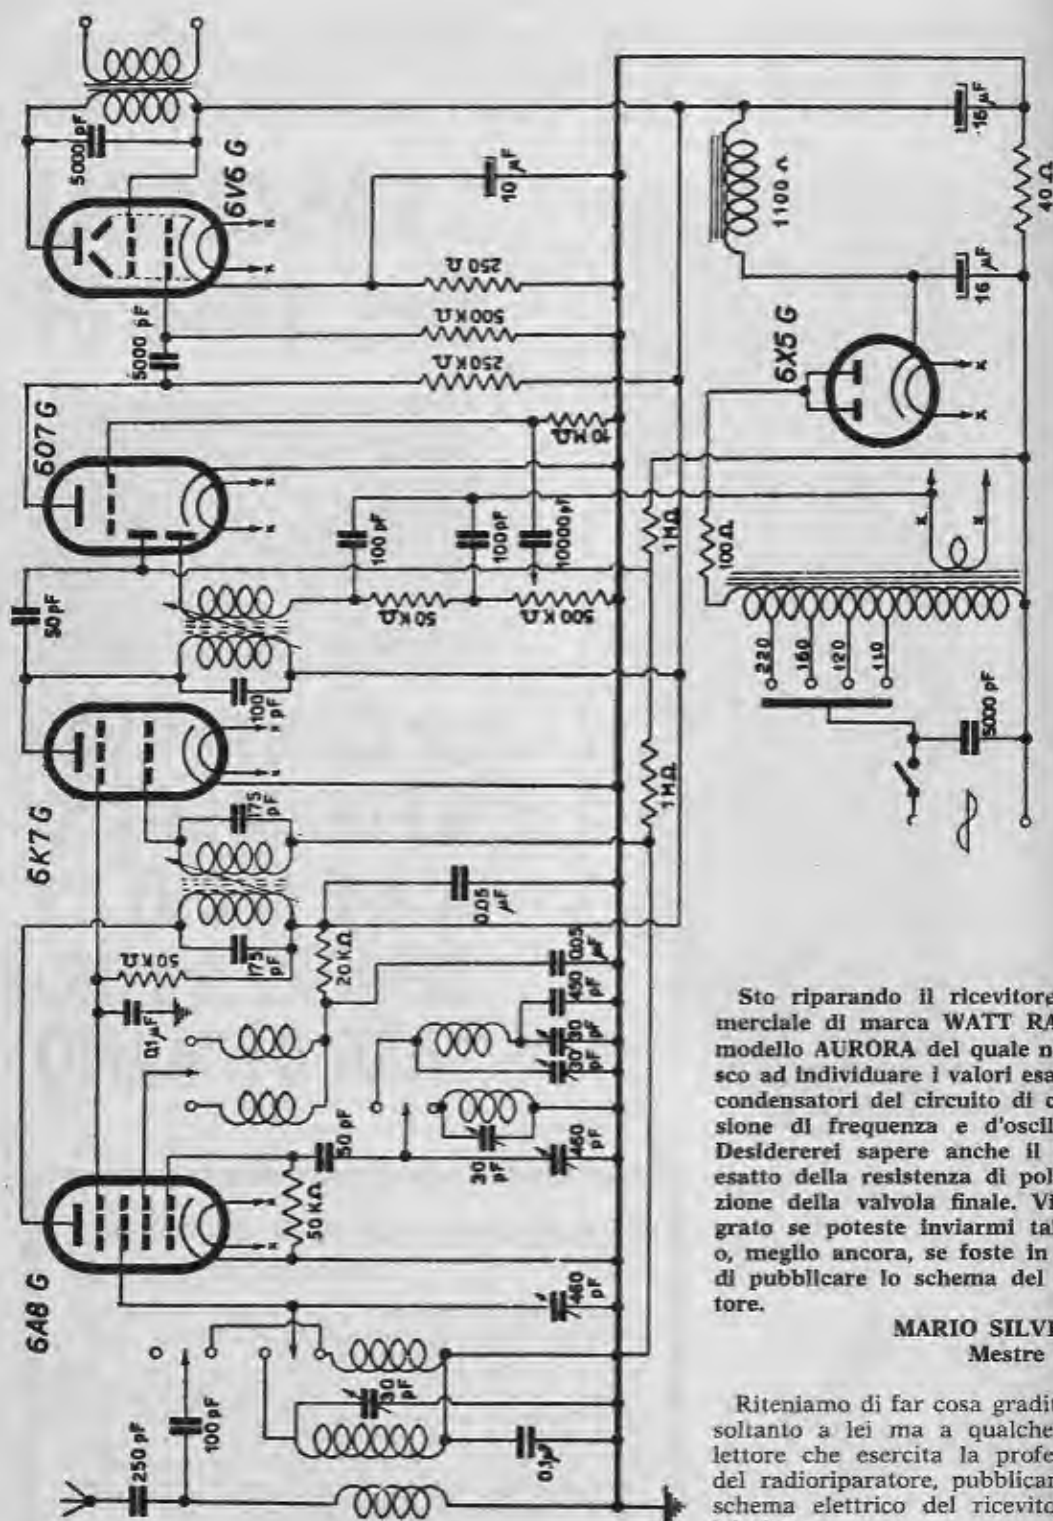 5000 pF
6V6 G
10 µF
250 Ω
500 KΩ
250 KΩ
5000 pF
6Q7 G
10 MΩ
100 pF
100 pF
10000 pF
50 KΩ
500 KΩ
50 pF
100 pF
6K7 G
175 pF
175 pF
50 KΩ
0.1 µF
20 KΩ
0.05 µF
0.05 µF
450 pF
30 pF
30
30 pF
460 pF
50 pF
50 KΩ
6A8 G
460 pF
30 pF
100 pF
250 pF
0.1 µF
1 MΩ
1 MΩ
16 µF
1100 Ω
40 Ω
16 µF
6X5 G
100 Ω
x
x
220
160
120
110
5000 pF
Sto riparando il ricevitore
merciale di marca WATT RA
modello AURORA del quale n
sco ad individuare i valori esa
condensatori del circuito di c
sione di frequenza e d'oscil
Desidererei sapere anche il
esatto della resistenza di pol
zione della valvola finale. Vi
grato se poteste inviarmi ta
o, meglio ancora, se foste in
di pubblicare lo schema del
tore.
MARIO SILVE
Mestre
Riteniamo di far cosa gradit
soltanto a lei ma a qualche
lettore che esercita la profe
del radioriparatore, pubblicar
schema elettrico del ricevito